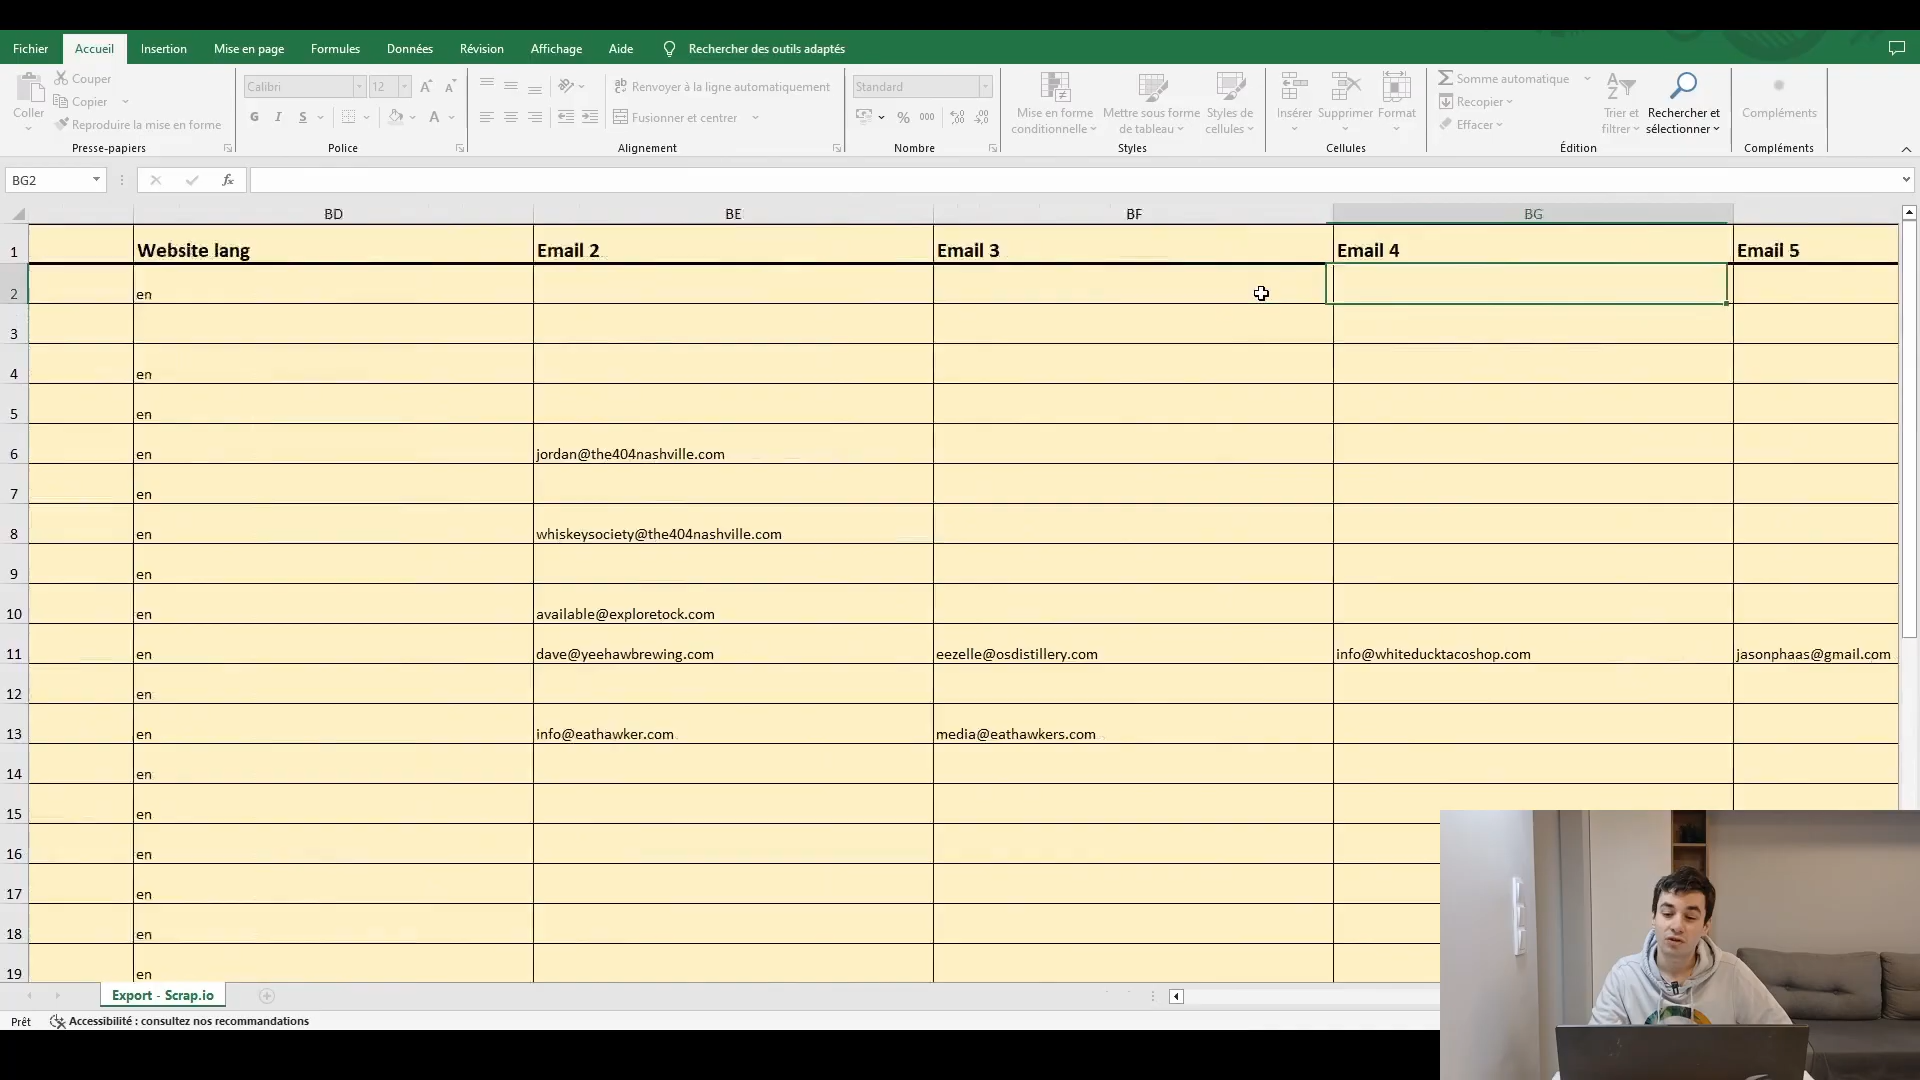 Fichier Accueil Insertion Mise en page Formules Données Révision Affichage Aide Rechercher des outils adaptés
Coller
Couper
Copier
Reproduire la mise en forme
Presse-papiers
Calibri 12
G I S
Police
Renvoyer à la ligne automatiquement
Fusionner et centrer
Alignement
Standard
% 000
Nombre
Mise en forme conditionnelle
Mettre sous forme de tableau
Styles de cellules
Styles
Insérer Supprimer Format
Cellules
Somme automatique
Recopier
Effacer
Trier et filtrer
Rechercher et sélectionner
Édition
Compléments
Compléments
BG2 fx
BD BE BF BG
1 Website lang Email 2 Email 3 Email 4 Email 5
2 en
3
4 en
5 en
6 en jordan@the404nashville.com
7 en
8 en whiskeysociety@the404nashville.com
9 en
10 en available@exploretock.com
11 en dave@yeehawbrewing.com eezelle@osdistillery.com info@whiteducktacoshop.com jasonphaas@gmail.com
12 en
13 en info@eathawker.com media@eathawkers.com
14 en
15 en
16 en
17 en
18 en
19 en
Export - Scrap.io
Prêt Accessibilité : consultez nos recommandations